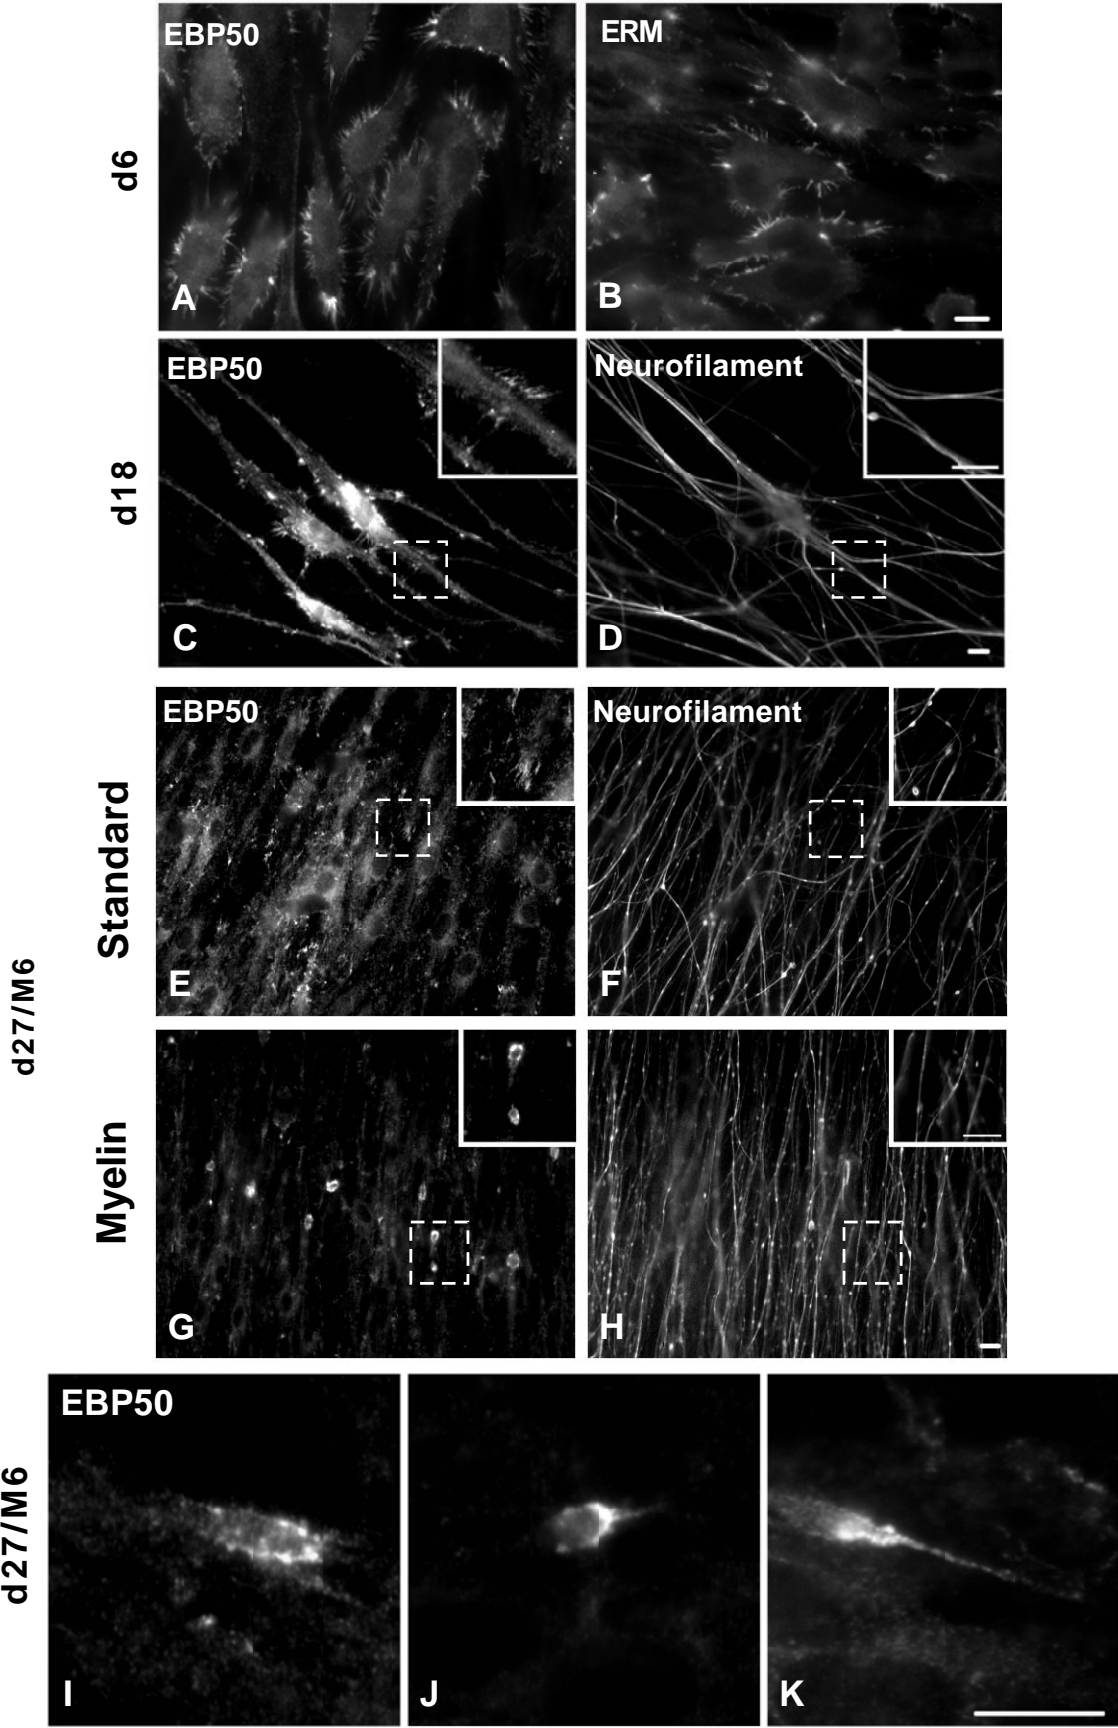 EBP50
ERM
d6
A
B
EBP50
Neurofilament
d18
C
D
EBP50
Neurofilament
Standard
E
F
d27/M6
Myelin
G
H
EBP50
d27/M6
I
J
K